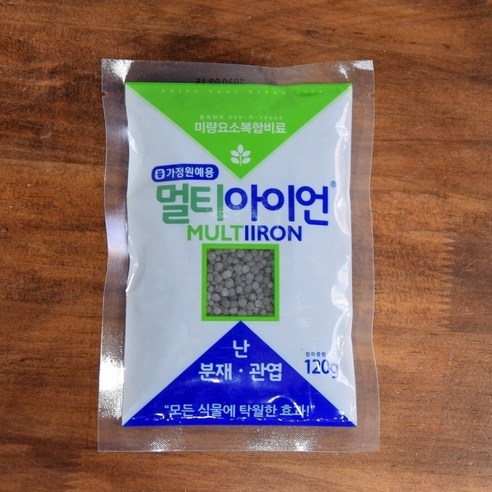 미량요소복합비료
가정원예용
멀티아이언®
MULTIIRON
난
분재·관엽
120g
"모든 식물에 탁월한 효과!"